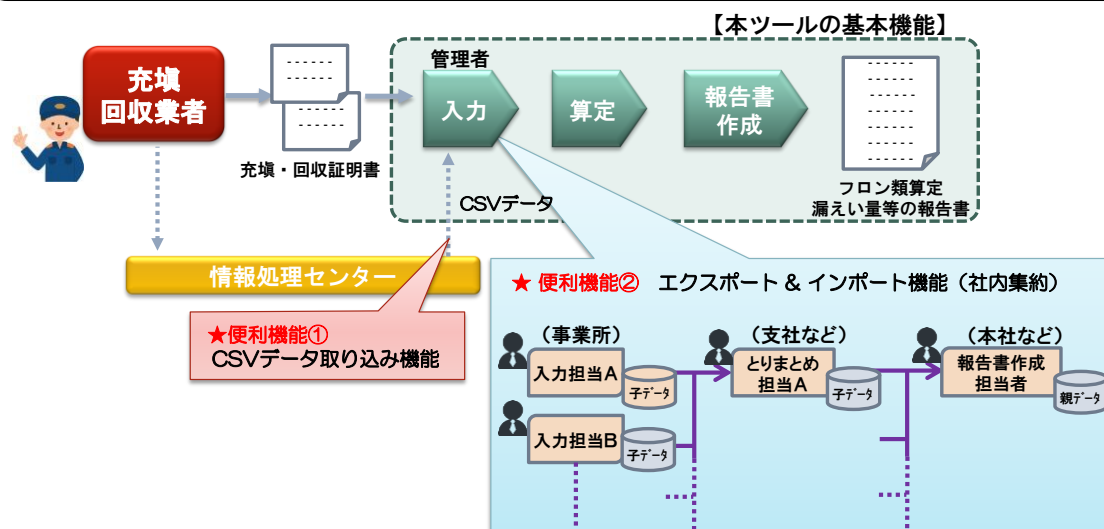 【本ツールの基本機能】
充塡
回収業者
充塡・回収証明書
管理者
入力
算定
報告書
作成
フロン類算定
漏えい量等の報告書
CSVデータ
情報処理センター
★便利機能①
CSVデータ取り込み機能
★ 便利機能② エクスポート & インポート機能（社内集約）
（事業所）
（支社など）
（本社など）
入力担当A
子データ
とりまとめ
担当A
子データ
報告書作成
担当者
親データ
入力担当B
子データ